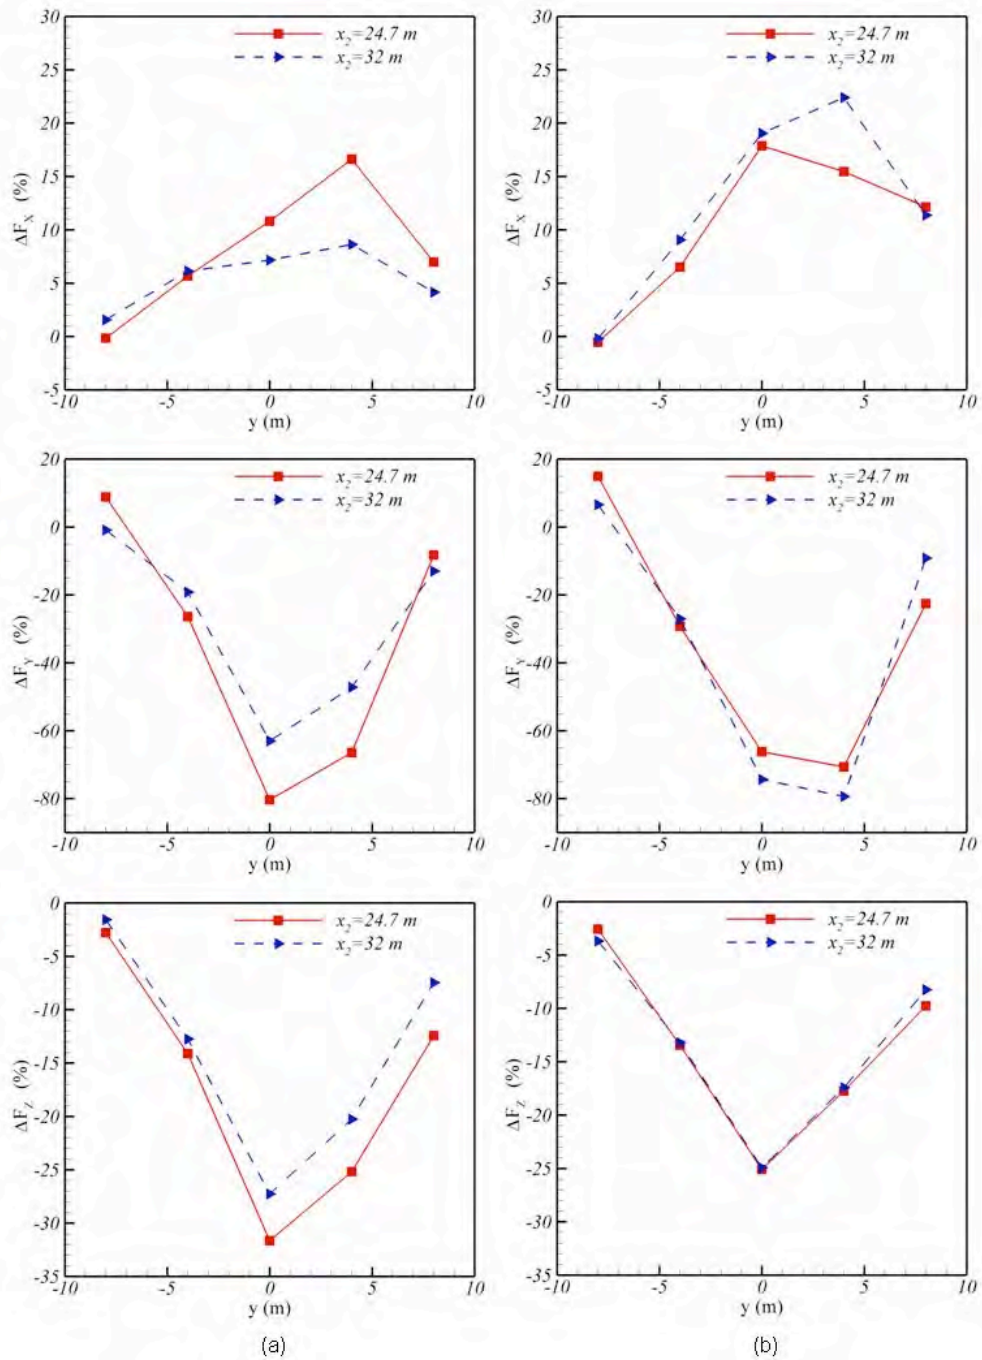 30
25
20
15
10
5
0
-5
ΔF_X (%)
x_2=24.7 m
x_2=32 m
-10 -5 0 5 10
y (m)
30
25
20
15
10
5
0
-5
ΔF_X (%)
x_2=24.7 m
x_2=32 m
-10 -5 0 5 10
y (m)
20
0
-20
-40
-60
-80
ΔF_Y (%)
x_2=24.7 m
x_2=32 m
-10 -5 0 5 10
y (m)
20
0
-20
-40
-60
-80
ΔF_Y (%)
x_2=24.7 m
x_2=32 m
-10 -5 0 5 10
y (m)
0
-5
-10
-15
-20
-25
-30
-35
ΔF_Z (%)
x_2=24.7 m
x_2=32 m
-10 -5 0 5 10
y (m)
0
-5
-10
-15
-20
-25
-30
-35
ΔF_Z (%)
x_2=24.7 m
x_2=32 m
-10 -5 0 5 10
y (m)
(a)
(b)